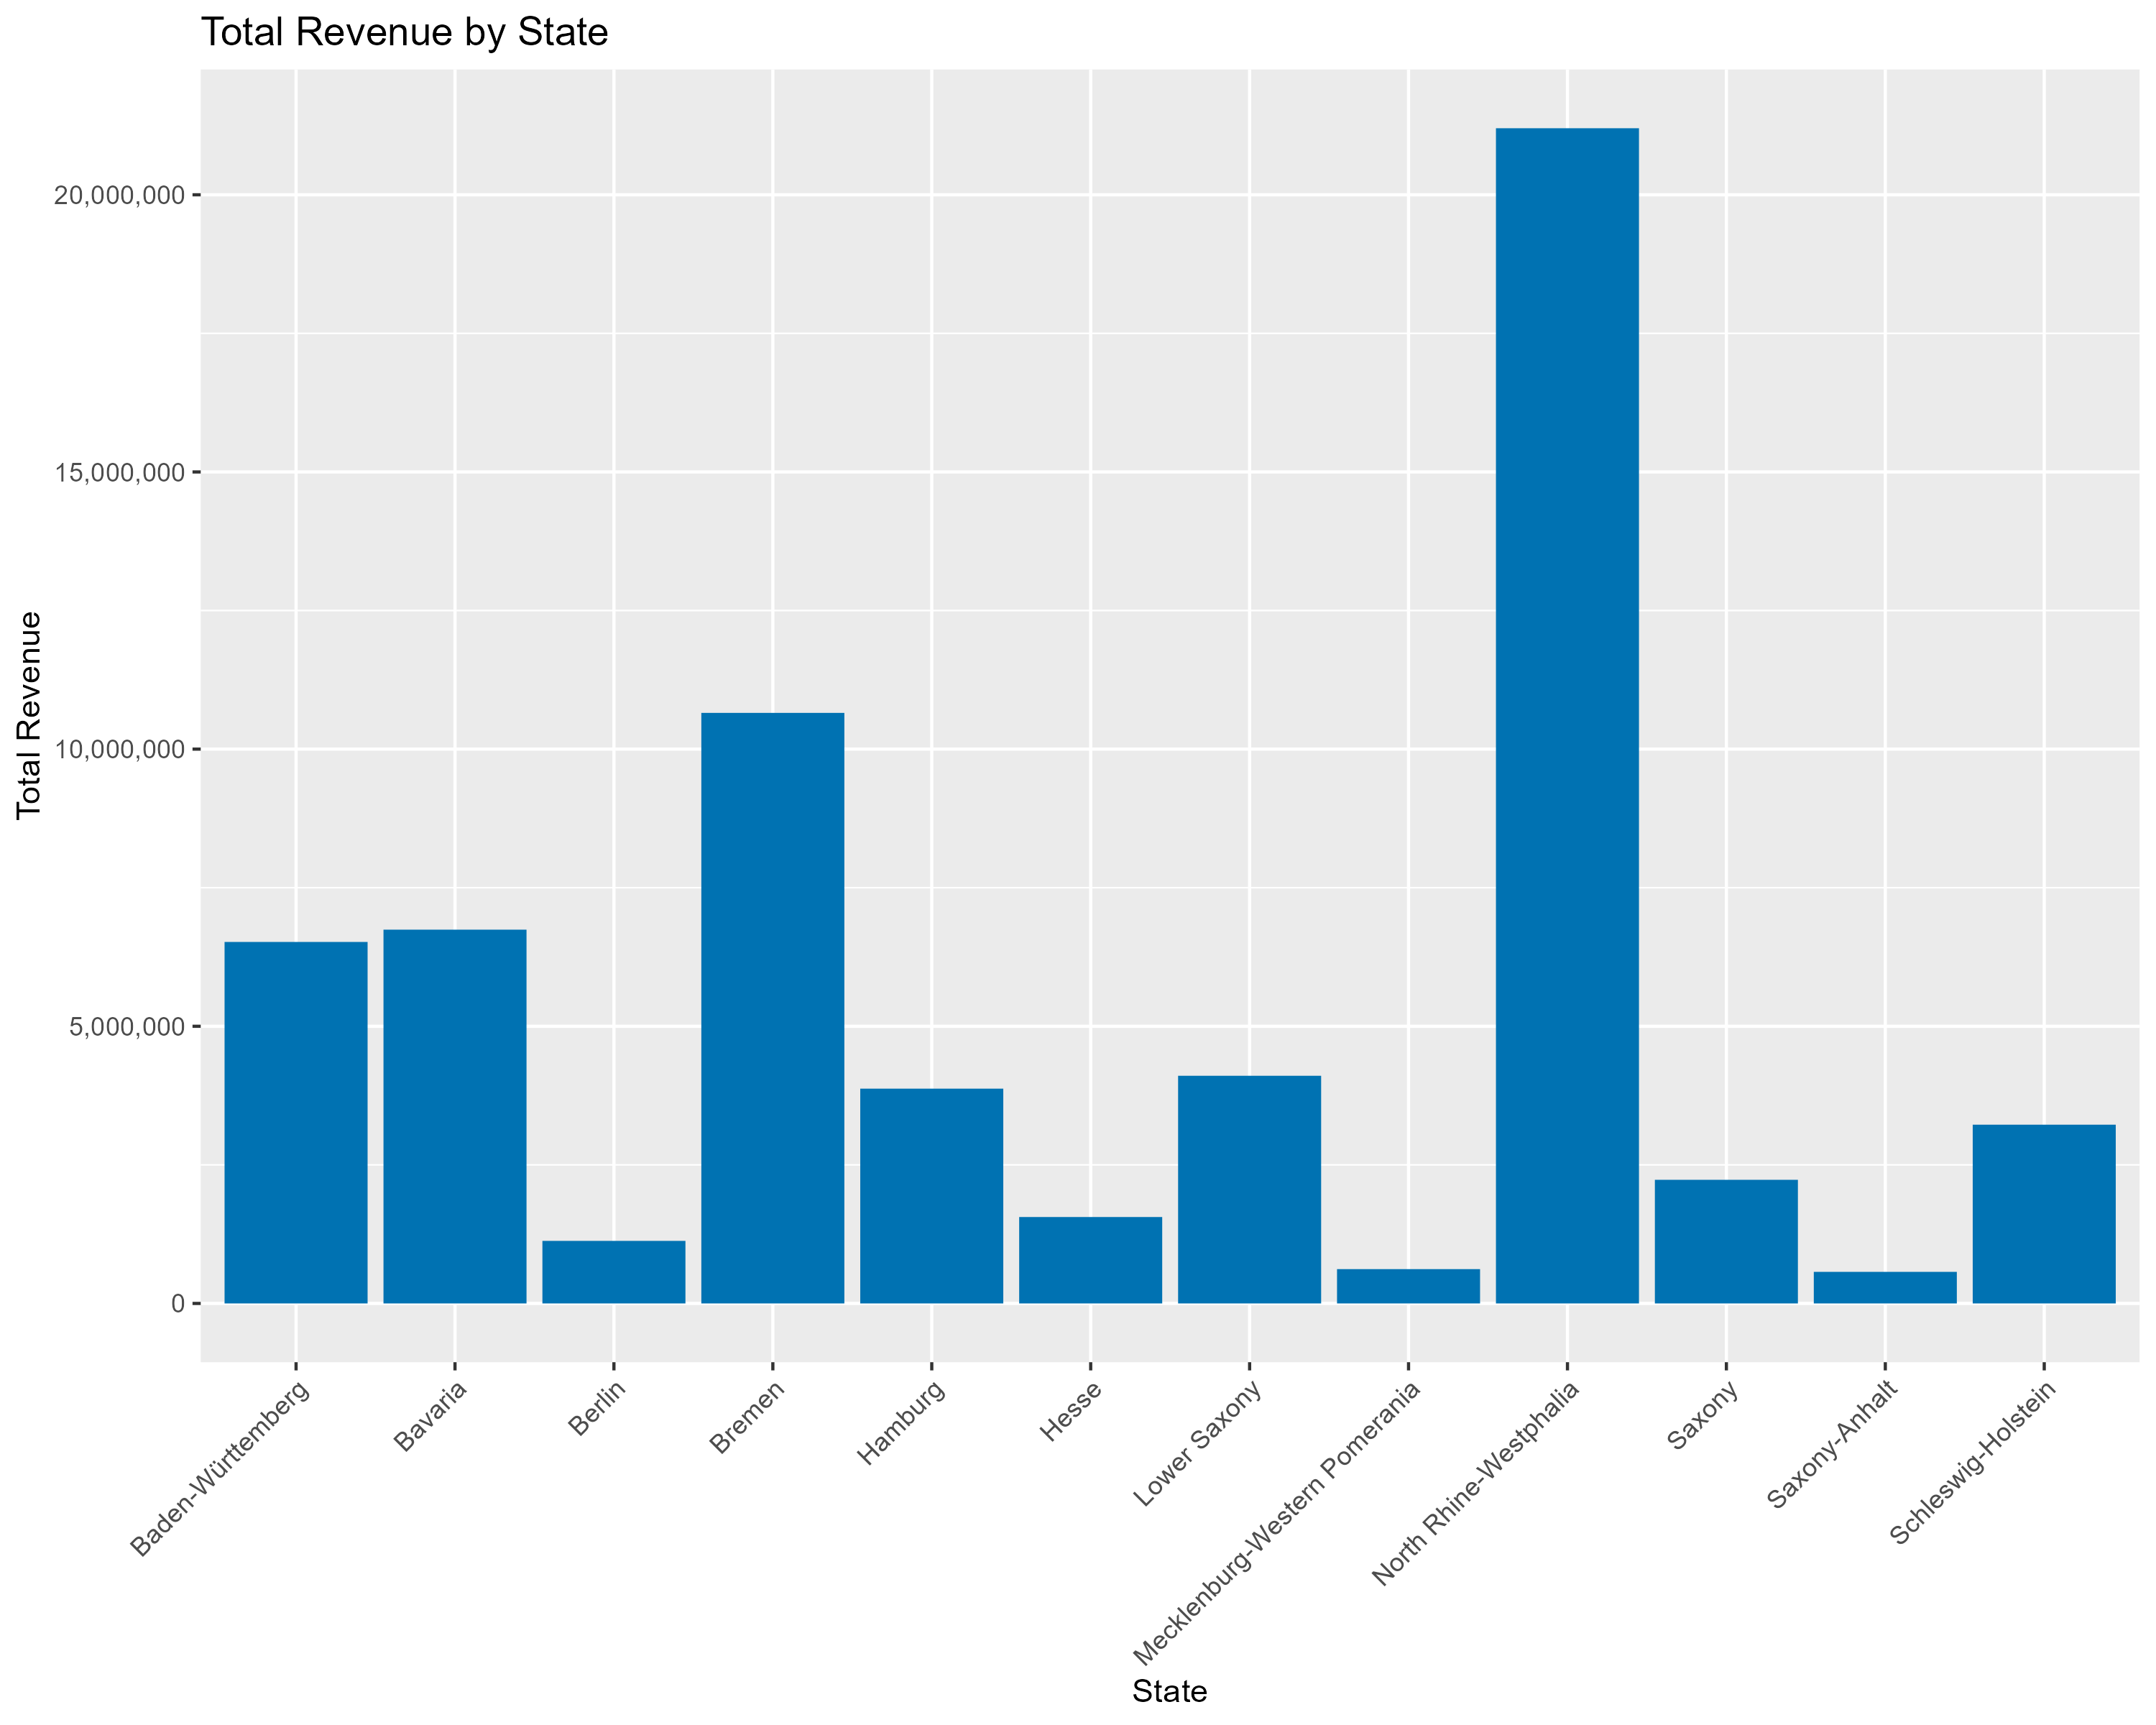 Total Revenue by State
Total Revenue
20,000,000
15,000,000
10,000,000
5,000,000
0
Baden-Württemberg
Bavaria
Berlin
Bremen
Hamburg
Hesse
Lower Saxony
Mecklenburg-Western Pomerania
North Rhine-Westphalia
Saxony
Saxony-Anhalt
Schleswig-Holstein
State